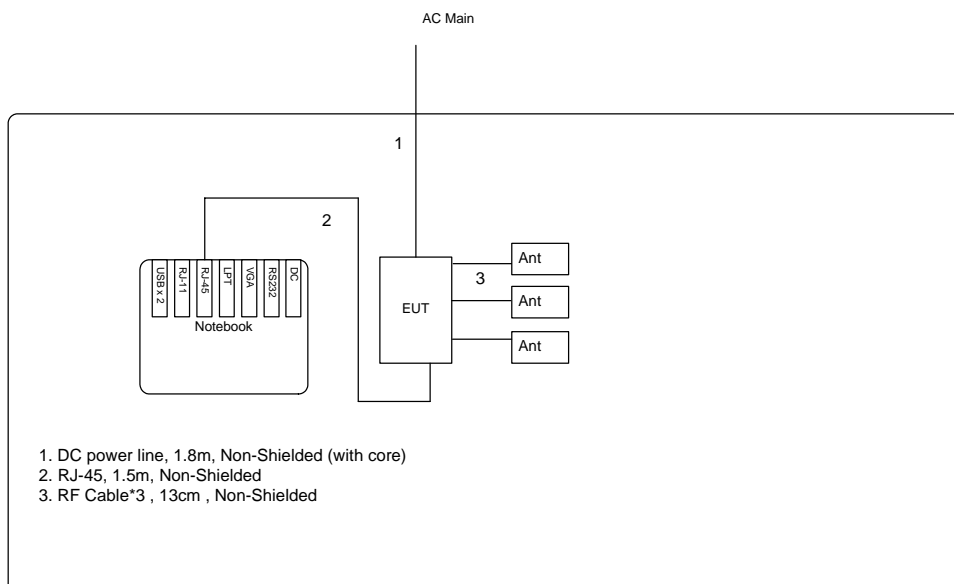 AC Main
1
2
USB x 2
RJ-11
RJ-45
LPT
VGA
RS232
DC
Notebook
EUT
3
Ant
Ant
Ant
1. DC power line, 1.8m, Non-Shielded (with core)
2. RJ-45, 1.5m, Non-Shielded
3. RF Cable*3 , 13cm , Non-Shielded